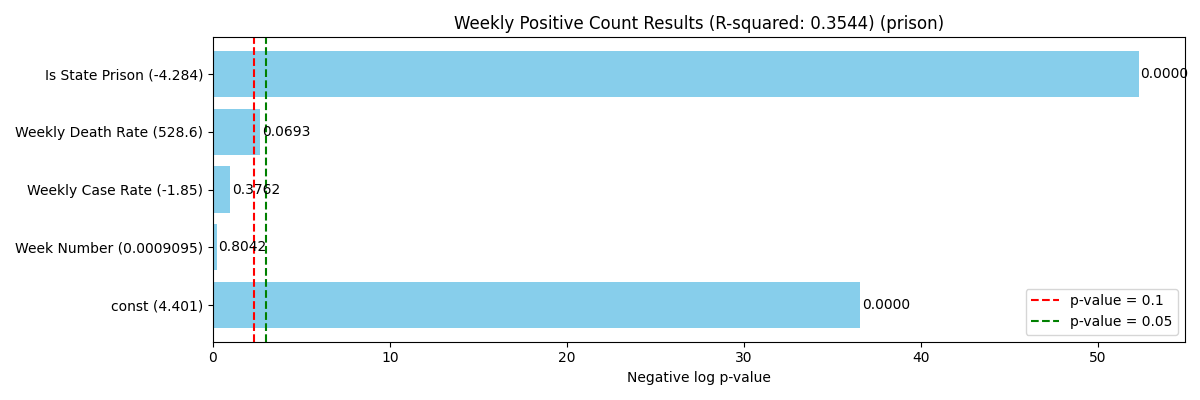 Weekly Positive Count Results (R-squared: 0.3544) (prison)
Is State Prison (-4.284)
0.0000
Weekly Death Rate (528.6)
0.0693
Weekly Case Rate (-1.85)
0.3762
Week Number (0.0009095)
0.8042
const (4.401)
0.0000
p-value = 0.1
p-value = 0.05
0 10 20 30 40 50
Negative log p-value